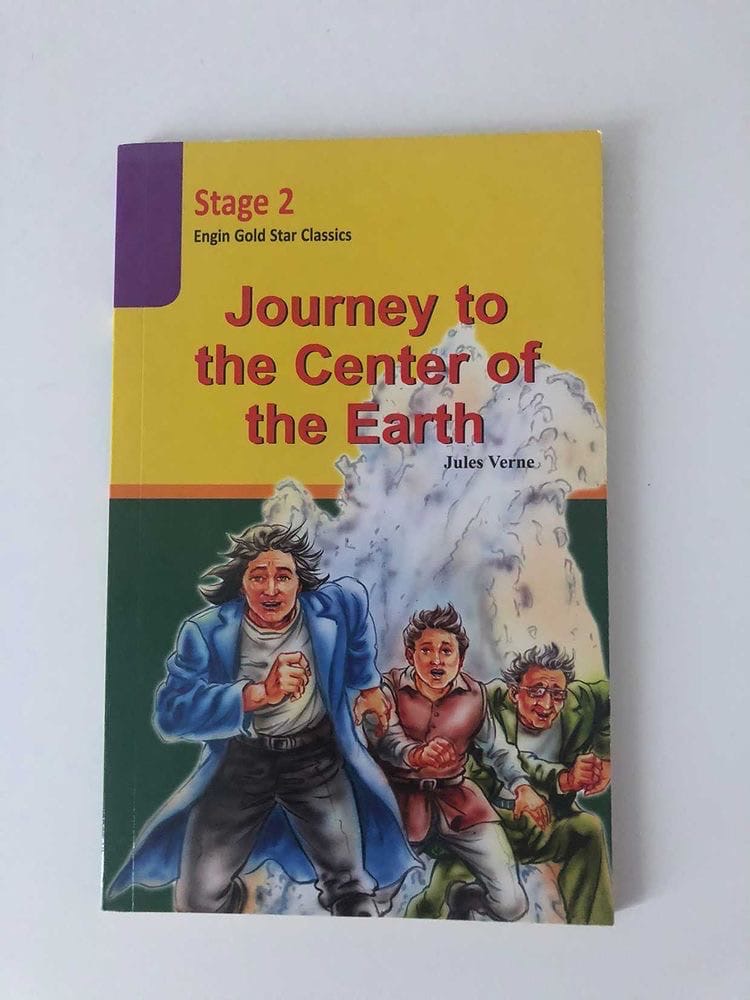 Stage 2
Engin Gold Star Classics
Journey to
the Center of
the Earth
Jules Verne